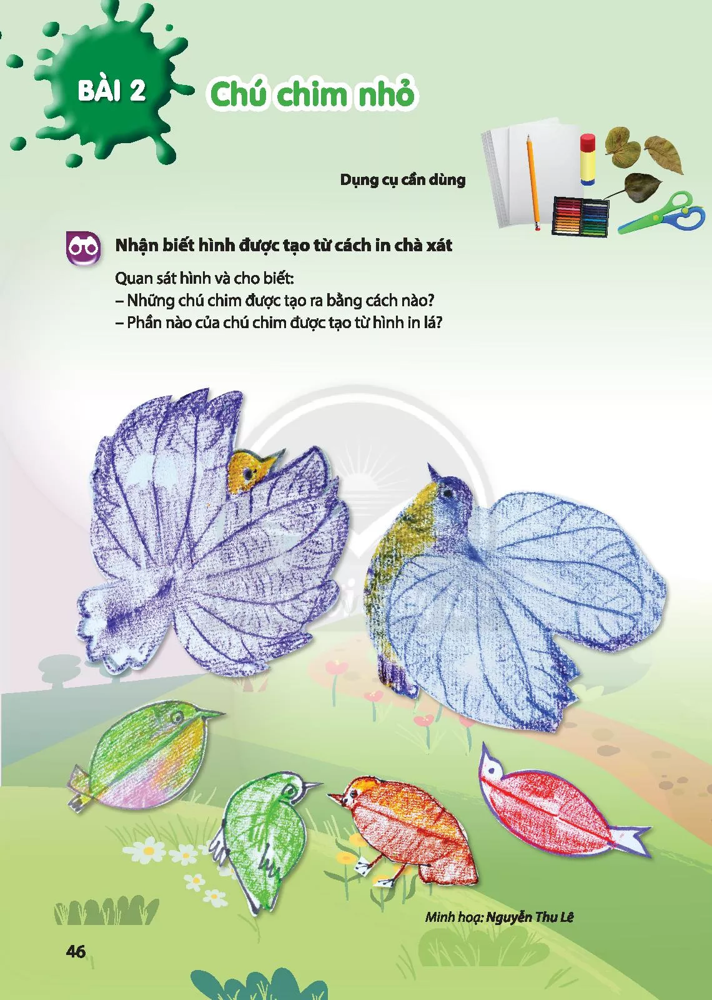 BÀI 2
Chú chim nhỏ
Dụng cụ cần dùng
Nhận biết hình được tạo từ cách in chà xát
Quan sát hình và cho biết:
– Những chú chim được tạo ra bằng cách nào?
– Phần nào của chú chim được tạo từ hình in lá?
Minh hoạ: Nguyễn Thu Lê
46